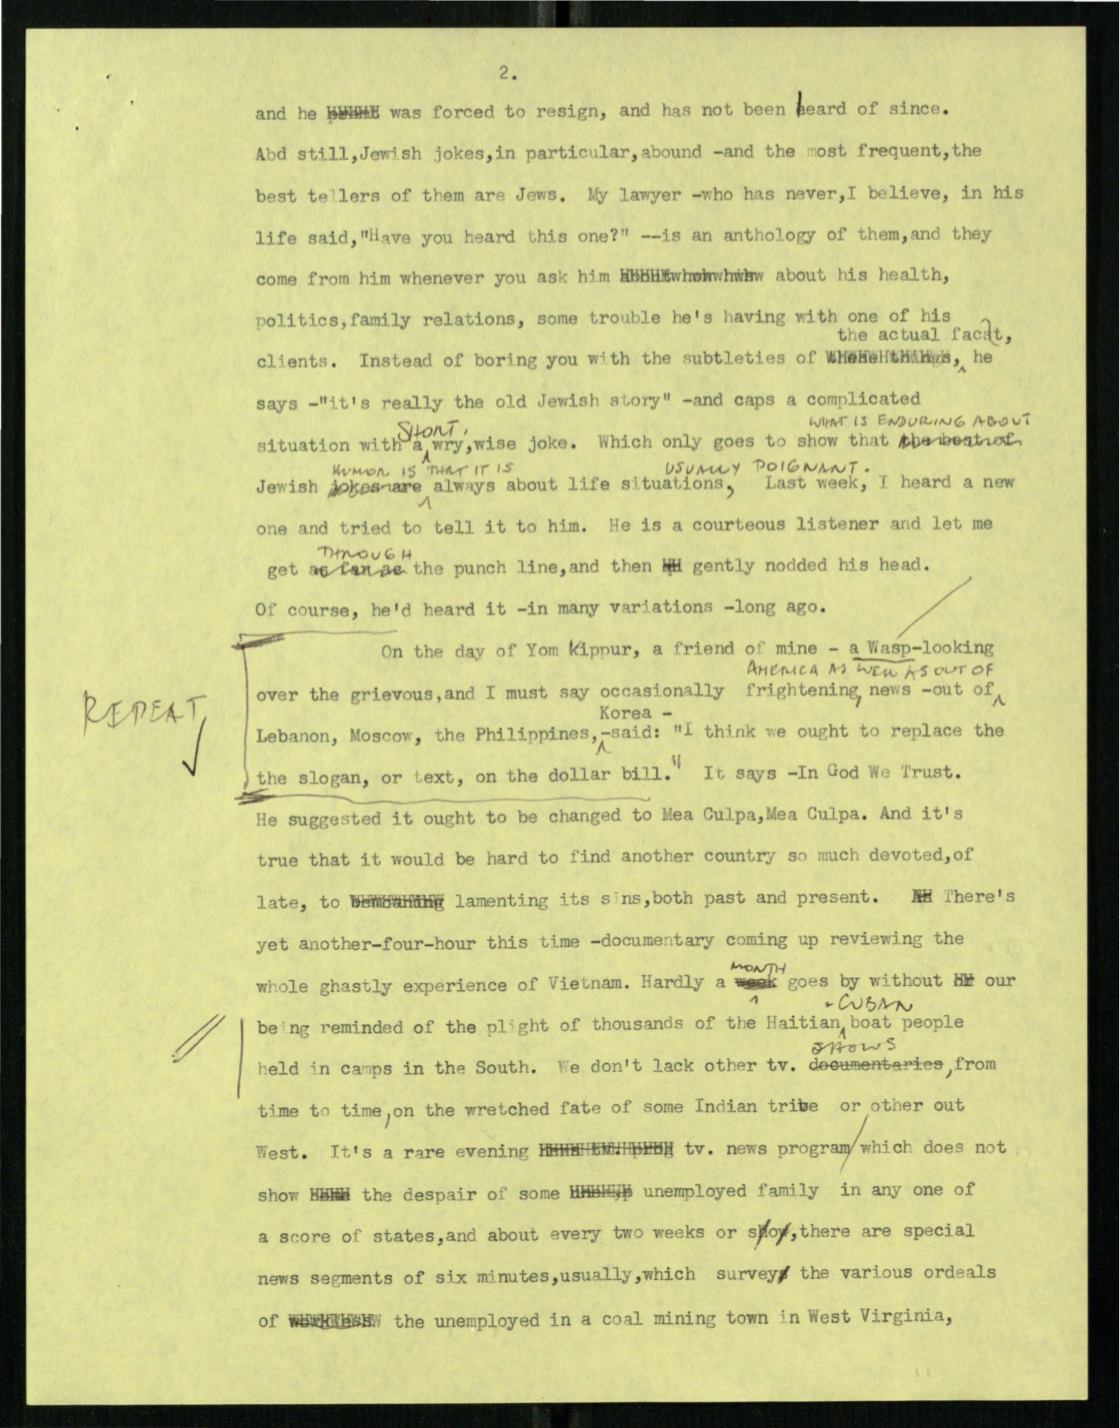 2.
and he was forced to resign, and has not been heard of since.
Abd still,Jewish jokes,in particular,abound -and the most frequent,the
best tellers of them are Jews. My lawyer -who has never,I believe, in his
life said,"Have you heard this one?" --is an anthology of them,and they
come from him whenever you ask him about his health,
politics,family relations, some trouble he's having with one of his
the actual facst,
clients. Instead of boring you with the subtleties of these things, he
says -"it's really the old Jewish story" -and caps a complicated
SHORT, WHAT IS ENDURING ABOUT
situation with a wry,wise joke. Which only goes to show that the best of
HUMOR IS THAT IT IS USUALLY POIGNANT.
Jewish jokes are always about life situations, Last week, I heard a new
one and tried to tell it to him. He is a courteous listener and let me
THROUGH
get as far as the punch line,and then gently nodded his head.
Of course, he'd heard it -in many variations -long ago.
On the day of Yom Kippur, a friend of mine - a Wasp-looking
AMERICA AS WELL AS OUT OF
over the grievous,and I must say occasionally frightening, news -out of
Korea -
Lebanon, Moscow, the Philippines,-said: "I think we ought to replace the
REPEAT
the slogan, or text, on the dollar bill." It says -In God We Trust.
He suggested it ought to be changed to Mea Culpa,Mea Culpa. And it's
true that it would be hard to find another country so much devoted,of
late, to bemoaning lamenting its sins,both past and present. There's
yet another-four-hour this time -documentary coming up reviewing the
MONTH
whole ghastly experience of Vietnam. Hardly a week goes by without our
- CUBAN
being reminded of the plight of thousands of the Haitian boat people
SHOWS
held in camps in the South. We don't lack other tv. documentaries,from
time to time,on the wretched fate of some Indian tribe or other out
West. It's a rare evening tv. news program which does not
show the despair of some unemployed family in any one of
a score of states,and about every two weeks or so,there are special
news segments of six minutes,usually,which survey the various ordeals
of the unemployed in a coal mining town in West Virginia,